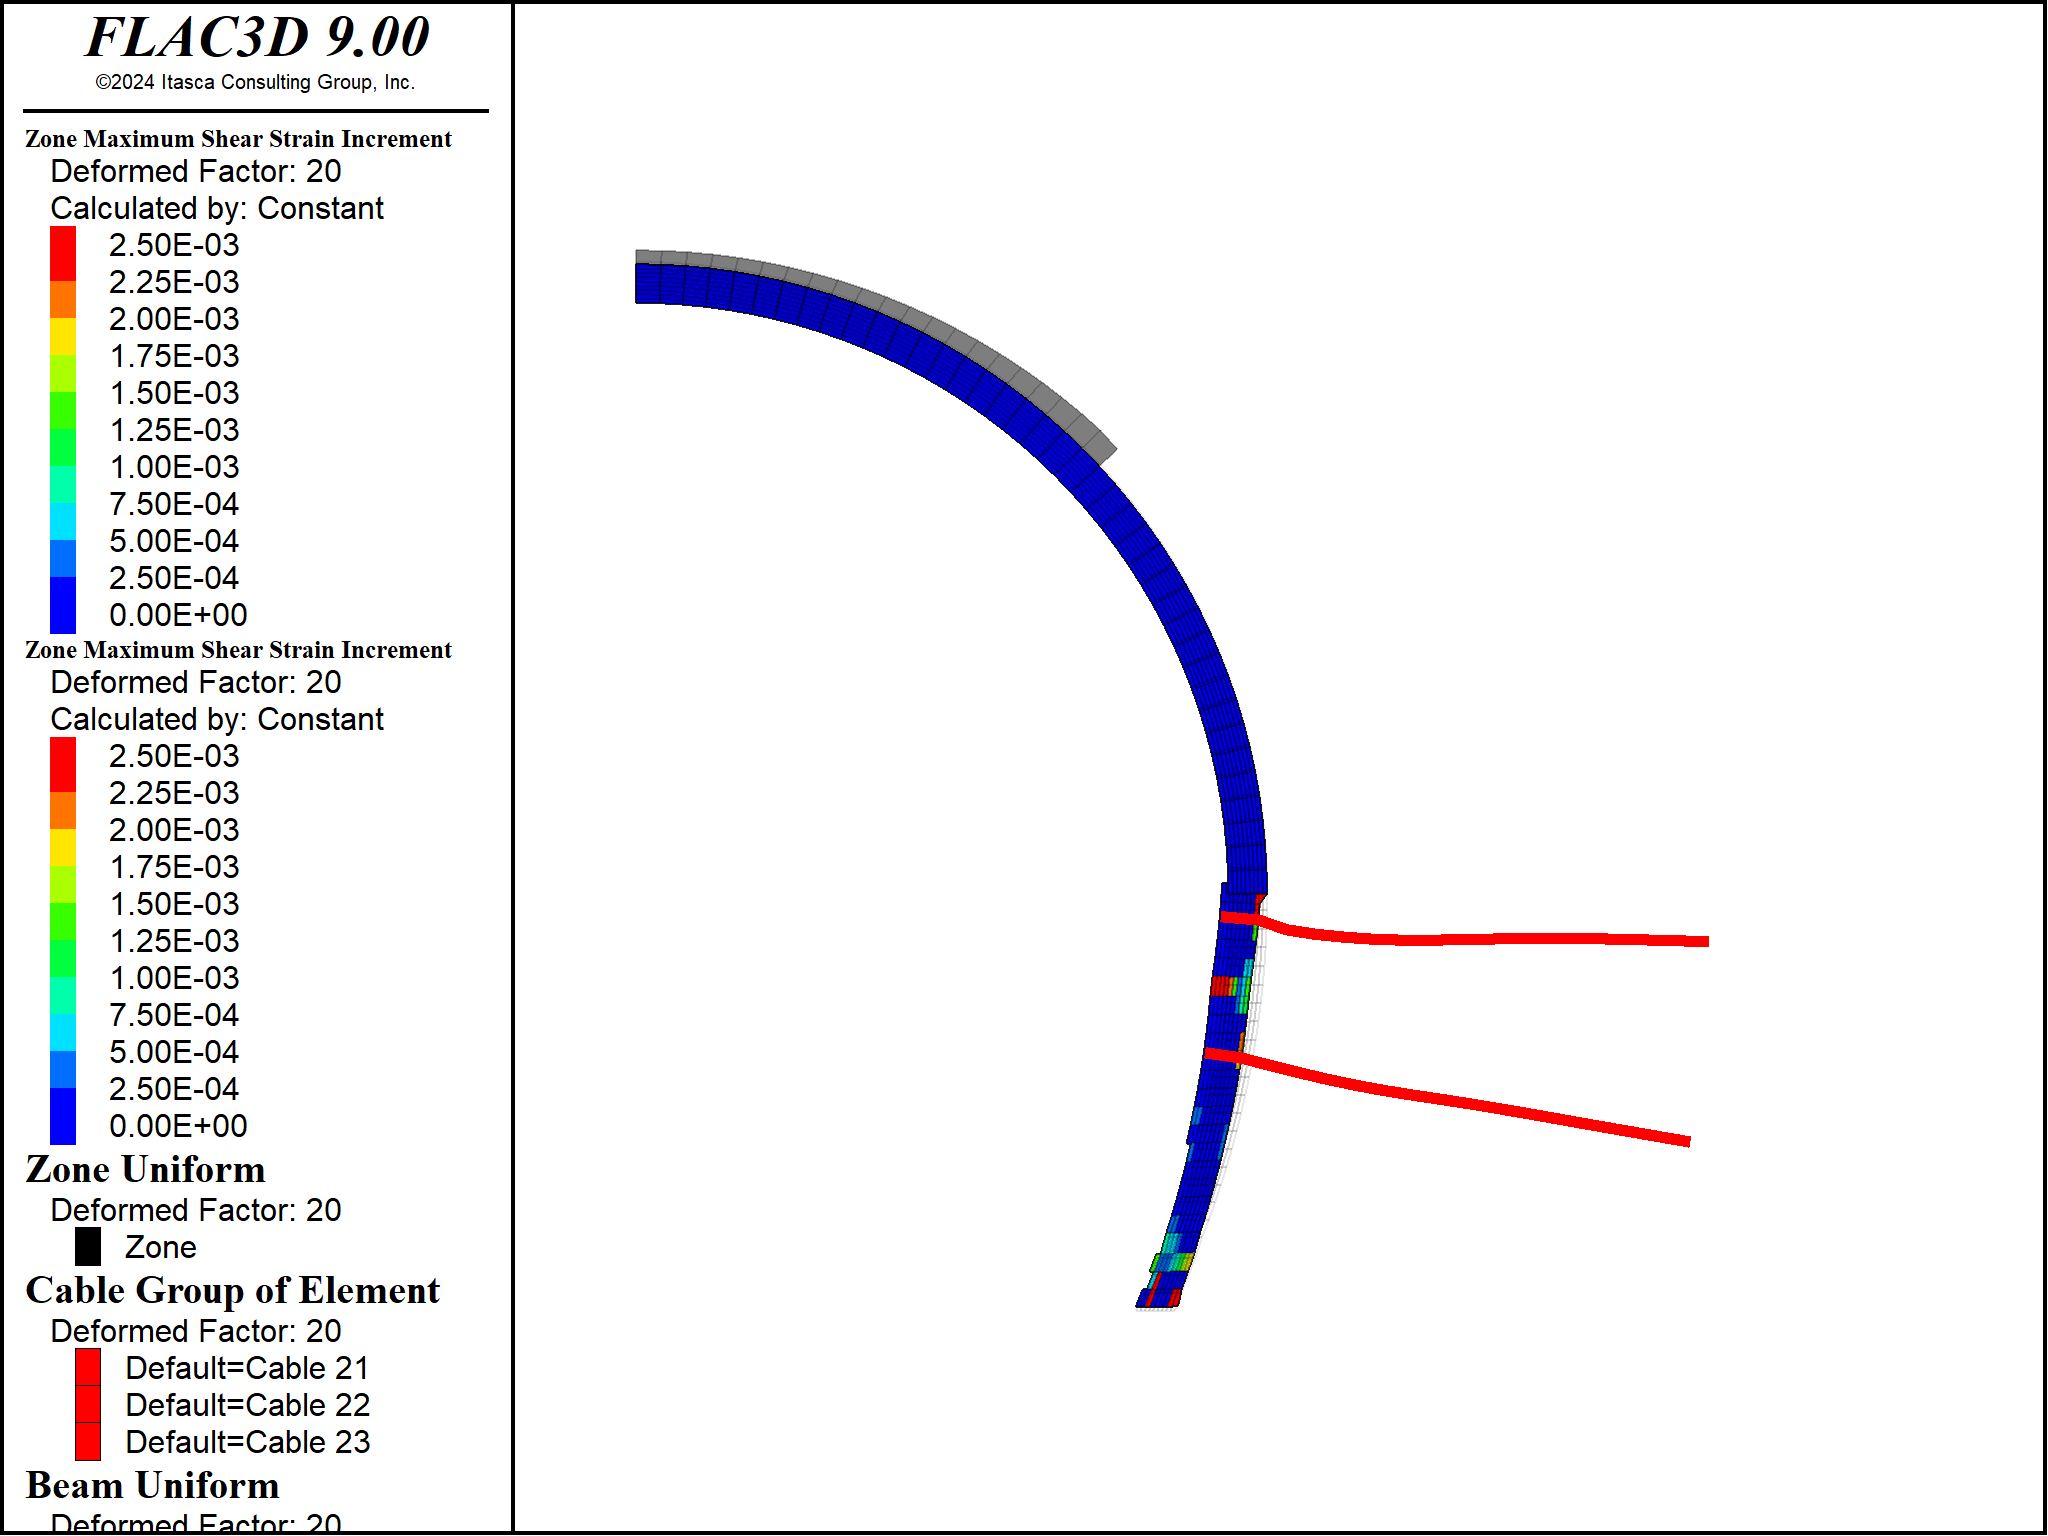 FLAC3D 9.00
©2024 Itasca Consulting Group, Inc.
Zone Maximum Shear Strain Increment
Deformed Factor: 20
Calculated by: Constant
2.50E-03
2.25E-03
2.00E-03
1.75E-03
1.50E-03
1.25E-03
1.00E-03
7.50E-04
5.00E-04
2.50E-04
0.00E+00
Zone Maximum Shear Strain Increment
Deformed Factor: 20
Calculated by: Constant
2.50E-03
2.25E-03
2.00E-03
1.75E-03
1.50E-03
1.25E-03
1.00E-03
7.50E-04
5.00E-04
2.50E-04
0.00E+00
Zone Uniform
Deformed Factor: 20
Zone
Cable Group of Element
Deformed Factor: 20
Default=Cable 21
Default=Cable 22
Default=Cable 23
Beam Uniform
Deformed Factor: 20